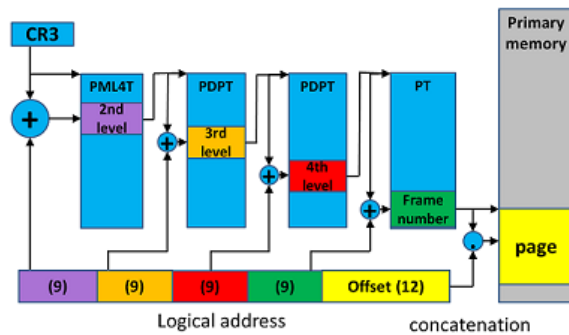 CR3
Primary
memory
PML4T
PDPT
PDPT
PT
2nd
level
3rd
level
4th
level
Frame
number
+
+
+
+
.
page
(9)
(9)
(9)
(9)
Offset (12)
Logical address
concatenation